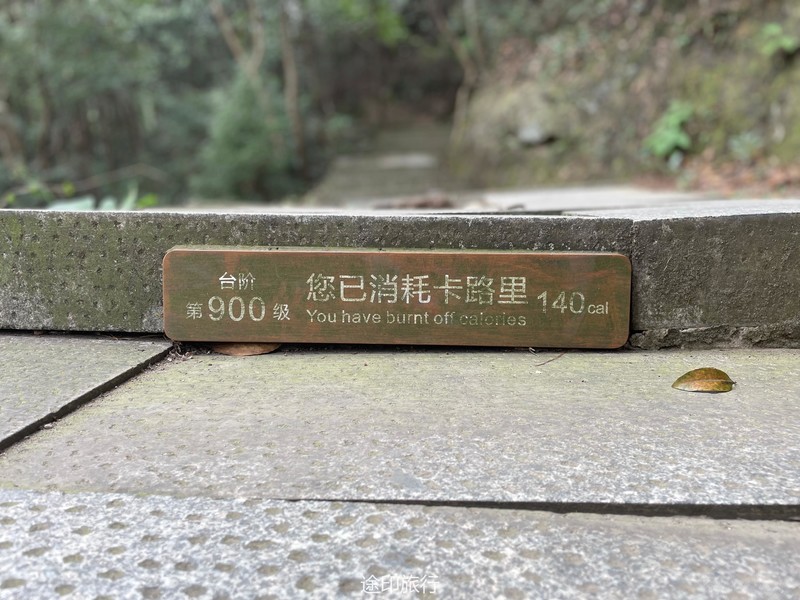 台阶
第900级
您已消耗卡路里
You have burnt off calories
140cal
途印旅行